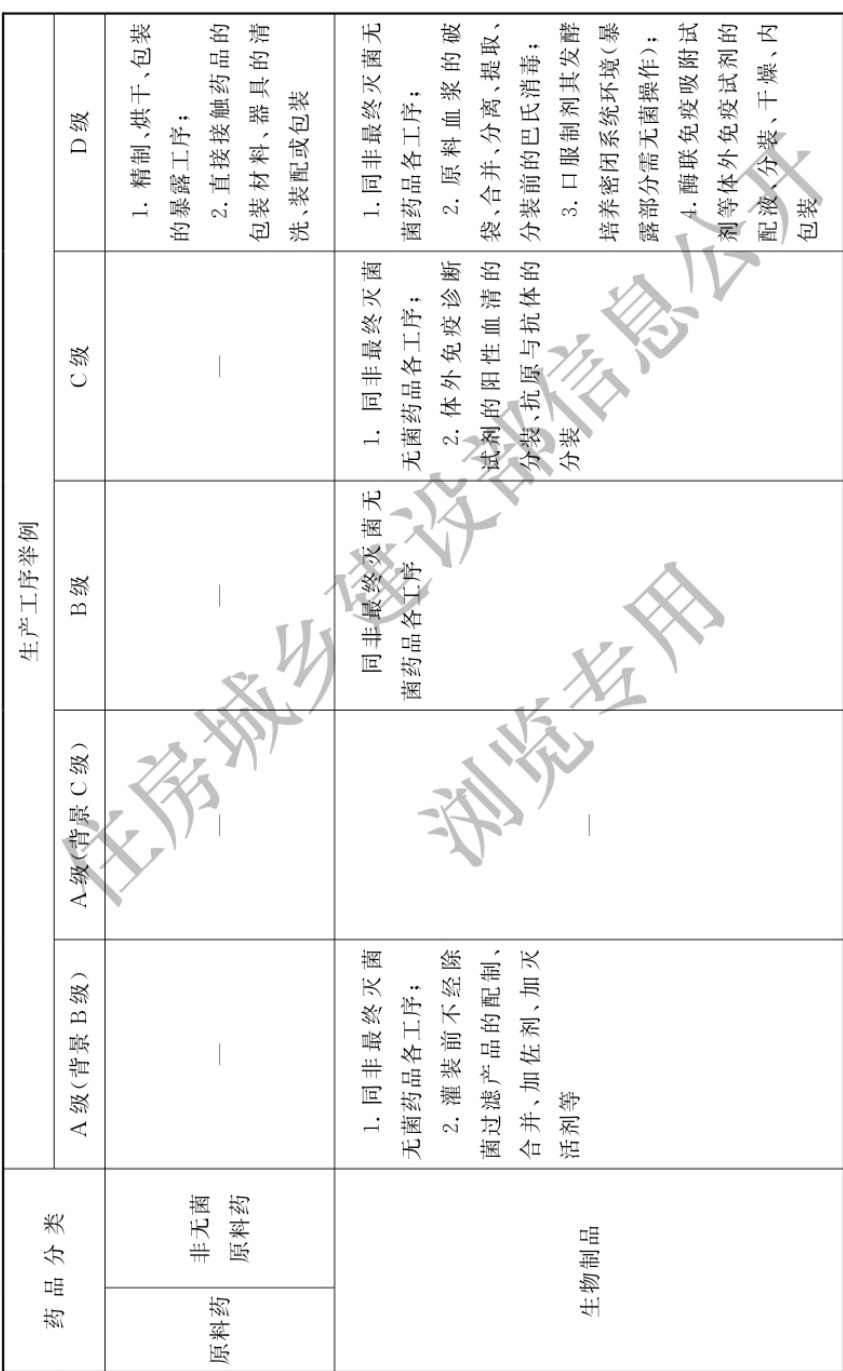 药品分类
生产工序举例
A级(背景B级)
A级(背景C级)
B级
C级
D级
原料药
非无菌
原料药
—
—
—
—
1. 精制、烘干、包装
的暴露工序；
2. 直接接触药品的
包装材料、器具的清
洗、装配或包装
生物制品
1. 同非最终灭菌
无菌药品各工序；
2. 灌装前不经除
菌过滤产品的配制、
合并、加佐剂、加灭
活剂等
—
同非最终灭菌无
菌药品各工序
1. 同非最终灭菌
无菌药品各工序；
2. 体外免疫诊断
试剂的阳性血清的
分装、抗原与抗体的
分装
1. 同非最终灭菌无
菌药品各工序；
2. 原料血浆的破
袋、合并、分离、提取、
分装前的巴氏消毒；
3. 口服制剂其发酵
培养密闭系统环境(暴
露部分需无菌操作)；
4. 酶联免疫吸附试
剂等体外免疫试剂的
配液、分装、干燥、内
包装
住房城乡建设部信息公开
浏览专用